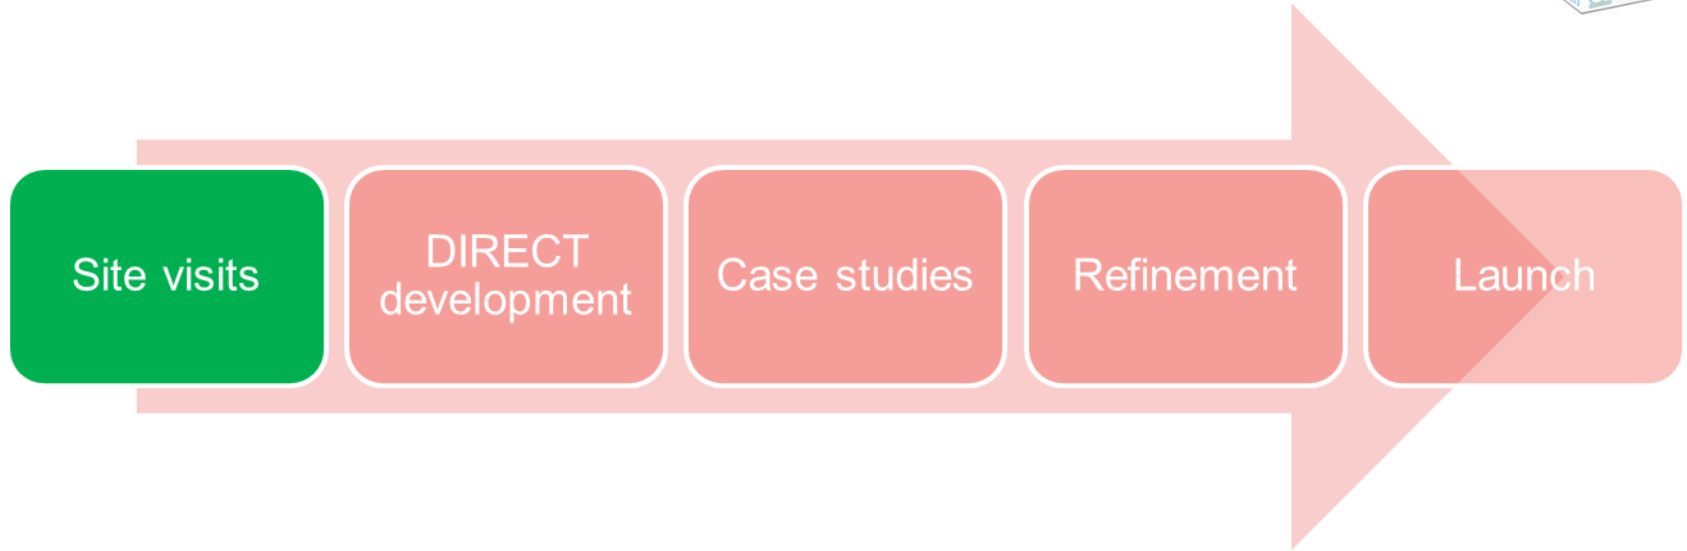 Site visits
DIRECT
development
Case studies
Refinement
Launch